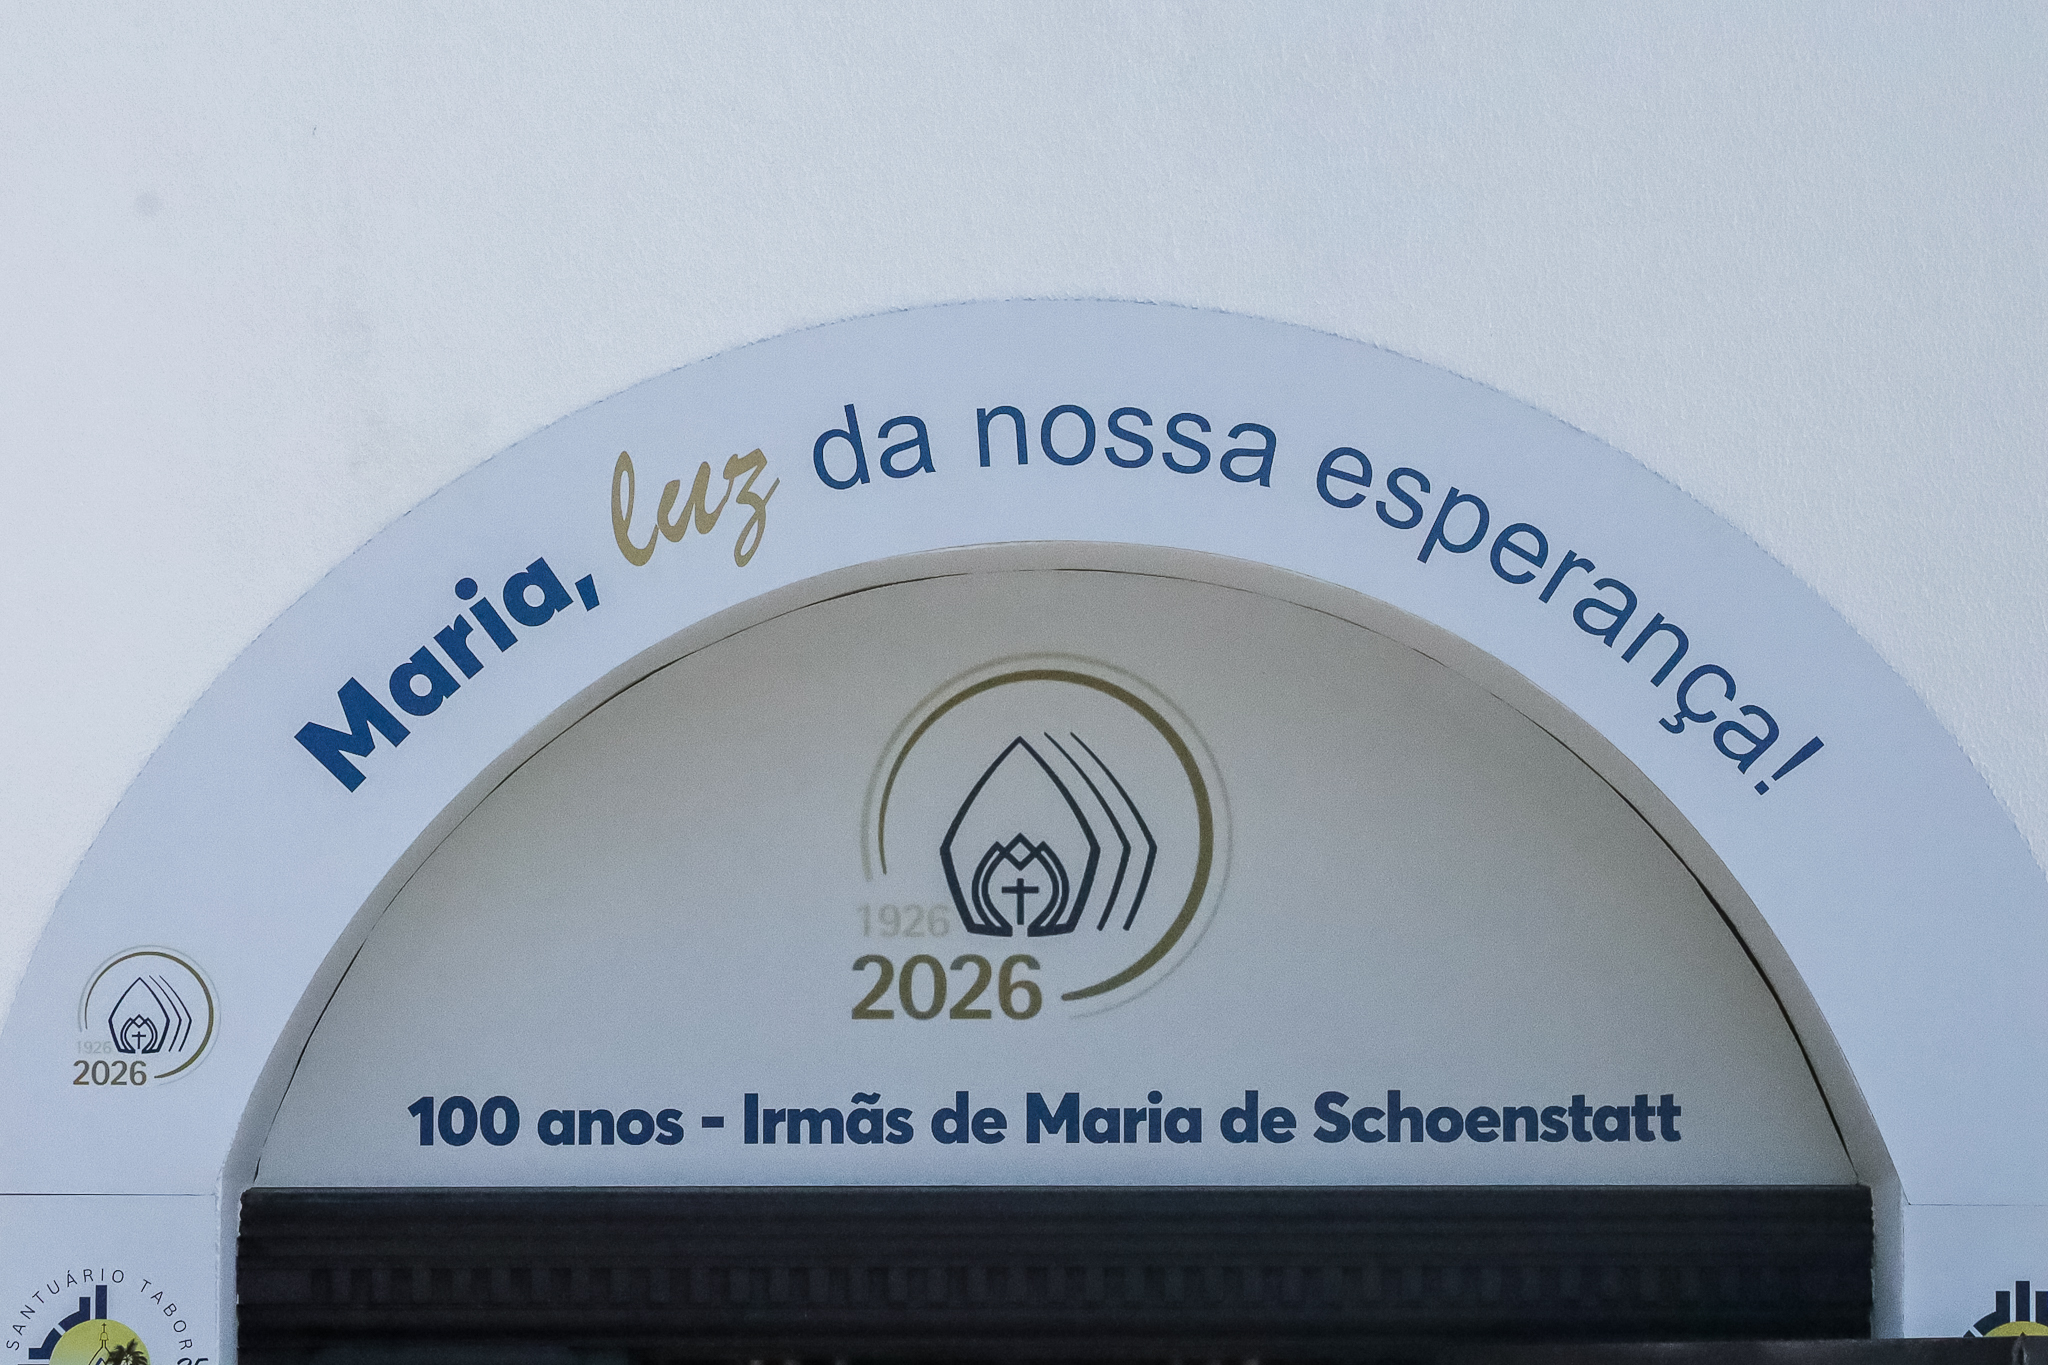 Maria, luz da nossa esperança!
1926
2026
100 anos - Irmãs de Maria de Schoenstatt
1926
2026
SANTUÁRIO TABOR